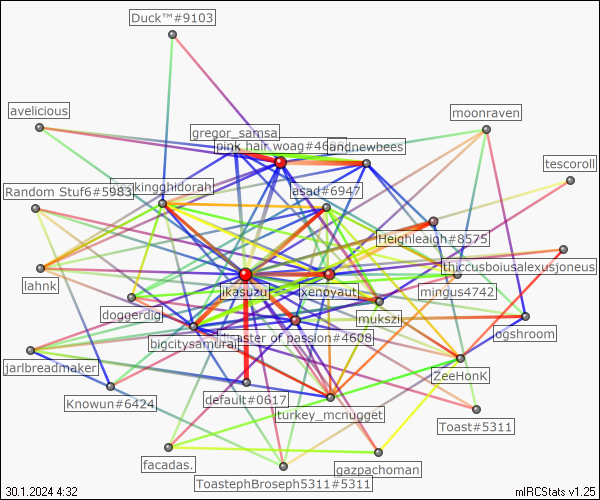 Duck™#9103
avelicious
moonraven
gregor_samsa
pink hair woag#46
andnewbees
tescoroll
Random Stuf6#5983
kingghidorah
asad#6947
Heighleaigh#8575
thiccusboiusalexusjoneus
lahnk
ikasuzu
xenoyaut
mingus4742
doggerdig
mukszi
ogshroom
bigcitysamurai
disaster of passion#4608
jarlbreadmaker
ZeeHonK
Knowun#6424
default#0617
turkey_mcnugget
Toast#5311
facadas.
gazpachoman
ToastephBroseph5311#5311
30.1.2024 4:32
mIRCStats v1.25